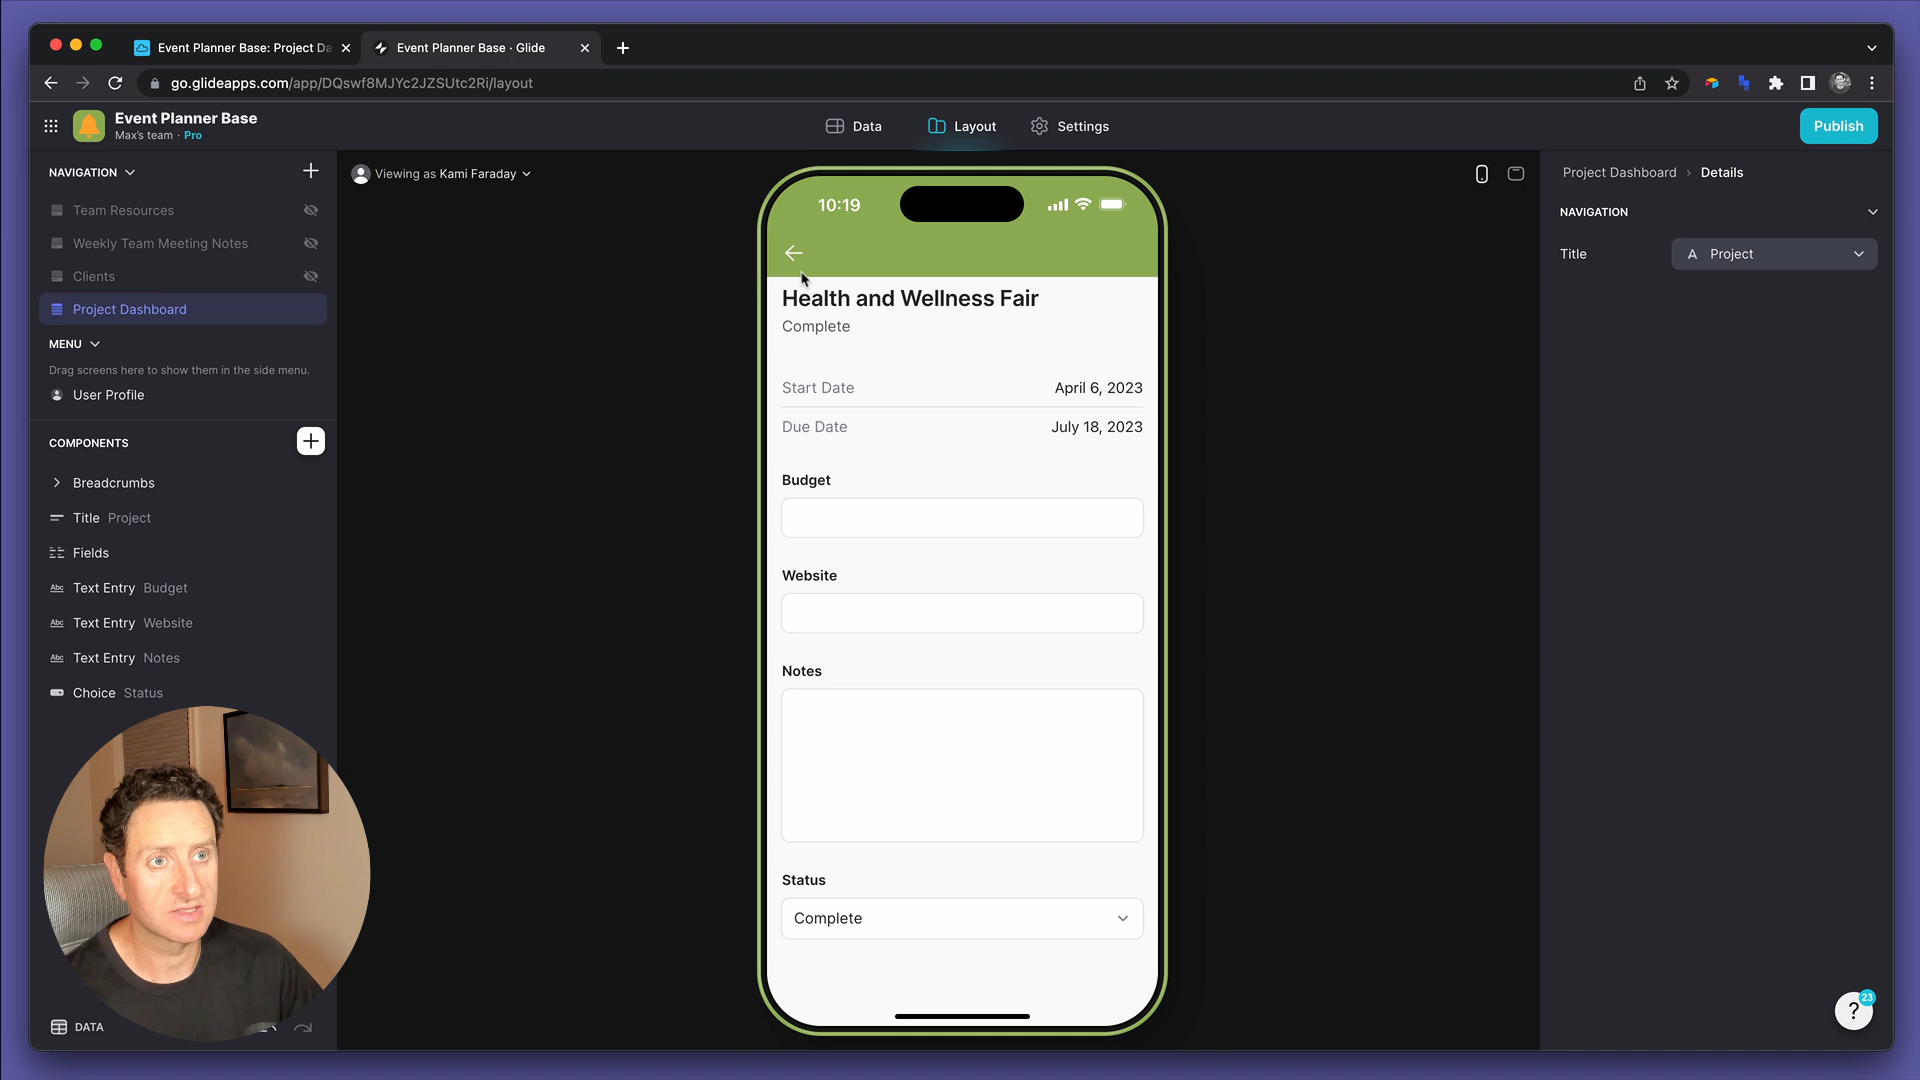 Event Planner Base: Project Da
Event Planner Base · Glide
go.glideapps.com/app/DQswf8MJYc2JZSUtc2Ri/layout
Event Planner Base
Max's team · Pro
Data
Layout
Settings
Publish
NAVIGATION
Team Resources
Weekly Team Meeting Notes
Clients
Project Dashboard
MENU
Drag screens here to show them in the side menu.
User Profile
COMPONENTS
Breadcrumbs
Title Project
Fields
Abc Text Entry Budget
Abc Text Entry Website
Abc Text Entry Notes
Choice Status
DATA
Viewing as Kami Faraday
10:19
Health and Wellness Fair
Complete
Start Date April 6, 2023
Due Date July 18, 2023
Budget
Website
Notes
Status
Complete
Project Dashboard › Details
NAVIGATION
Title A Project
23
?